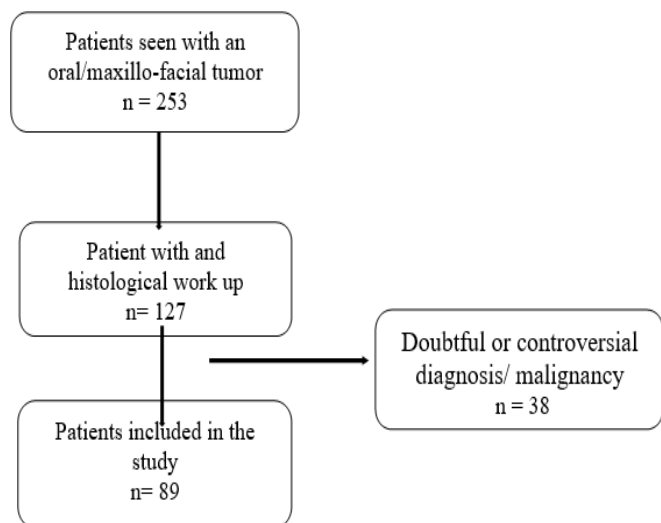 Patients seen with an
oral/maxillo-facial tumor
n = 253
Patient with and
histological work up
n= 127
Doubtful or controversial
diagnosis/ malignancy
n = 38
Patients included in the
study
n= 89